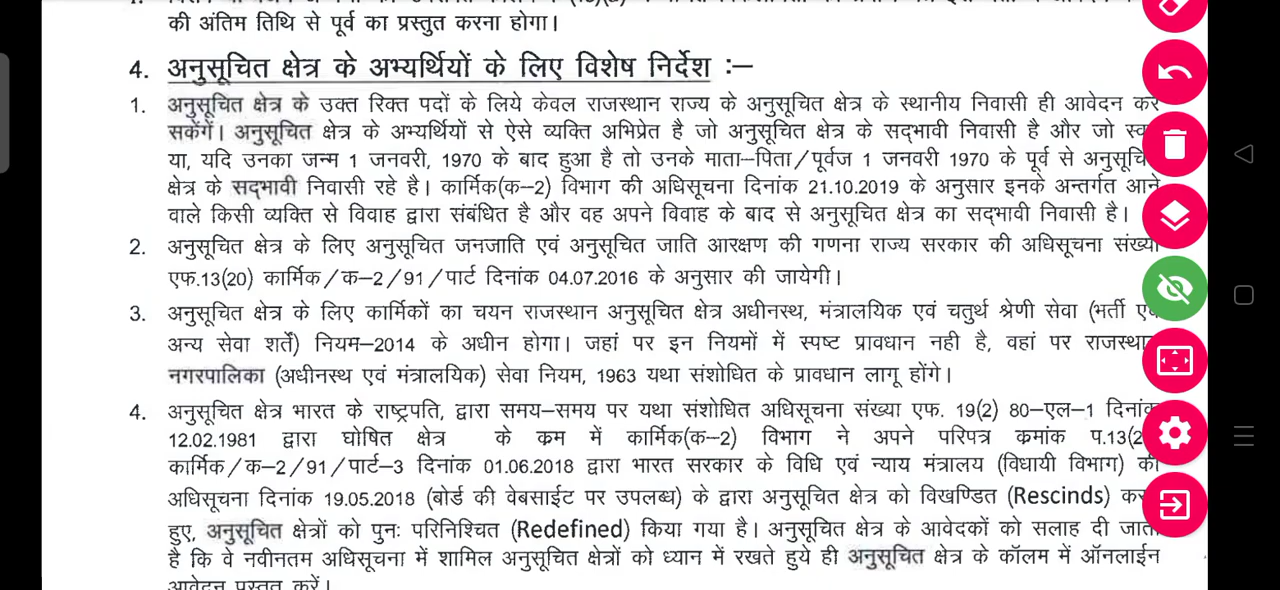 की अंतिम तिथि से पूर्व का प्रस्तुत करना होगा।
4. अनुसूचित क्षेत्र के अभ्यर्थियों के लिए विशेष निर्देश :–
1. अनुसूचित क्षेत्र के उक्त रिक्त पदों के लिये केवल राजस्थान राज्य के अनुसूचित क्षेत्र के स्थानीय निवासी ही आवेदन कर
सकेगें। अनुसूचित क्षेत्र के अभ्यर्थियों से ऐसे व्यक्ति अभिप्रेत है जो अनुसूचित क्षेत्र के सद्भावी निवासी है और जो
या, यदि उनका जन्म 1 जनवरी, 1970 के बाद हुआ है तो उनके माता–पिता/पूर्वज 1 जनवरी 1970 के पूर्व से
क्षेत्र के सद्भावी निवासी रहे है। कार्मिक(क–2) विभाग की अधिसूचना दिनांक 21.10.2019 के अनुसार इनके अन्तर्गत आने
वाले किसी व्यक्ति से विवाह द्वारा संबंधित है और वह अपने विवाह के बाद से अनुसूचित क्षेत्र का सद्भावी निवासी है।
2. अनुसूचित क्षेत्र के लिए अनुसूचित जनजाति एवं अनुसूचित जाति आरक्षण की गणना राज्य सरकार की अधिसूचना संख्या
एफ.13(20) कार्मिक/क–2/91/पार्ट दिनांक 04.07.2016 के अनुसार की जायेगी।
3. अनुसूचित क्षेत्र के लिए कार्मिकों का चयन राजस्थान अनुसूचित क्षेत्र अधीनस्थ, मंत्रालयिक एवं चतुर्थ श्रेणी सेवा (भर्ती
अन्य सेवा शर्ते) नियम–2014 के अधीन होगा। जहां पर इन नियमों में स्पष्ट प्रावधान नही है, वहां पर
नगरपालिका (अधीनस्थ एवं मंत्रालयिक) सेवा नियम, 1963 यथा संशोधित के प्रावधान लागू होंगे।
4. अनुसूचित क्षेत्र भारत के राष्ट्रपति, द्वारा समय–समय पर यथा संशोधित अधिसूचना संख्या एफ. 19(2) 80–एल–1 दिनांक
12.02.1981 द्वारा घोषित क्षेत्र के क्रम में कार्मिक(क–2) विभाग ने अपने परिपत्र क्रमांक प.13(2
कार्मिक/क–2/91/पार्ट–3 दिनांक 01.06.2018 द्वारा भारत सरकार के विधि एवं न्याय मंत्रालय (विधायी विभाग) की
अधिसूचना दिनांक 19.05.2018 (बोर्ड की वेबसाईट पर उपलब्ध) के द्वारा अनुसूचित क्षेत्र को विखण्डित (Rescinds)
हुए, अनुसूचित क्षेत्रों को पुनः परिनिश्चित (Redefined) किया गया है। अनुसूचित क्षेत्र के आवेदकों को सलाह दी
है कि वे नवीनतम अधिसूचना में शामिल अनुसूचित क्षेत्रों को ध्यान में रखते हुये ही अनुसूचित क्षेत्र के कॉलम में ऑनलाईन
आवेदन प्रस्तुत करें।